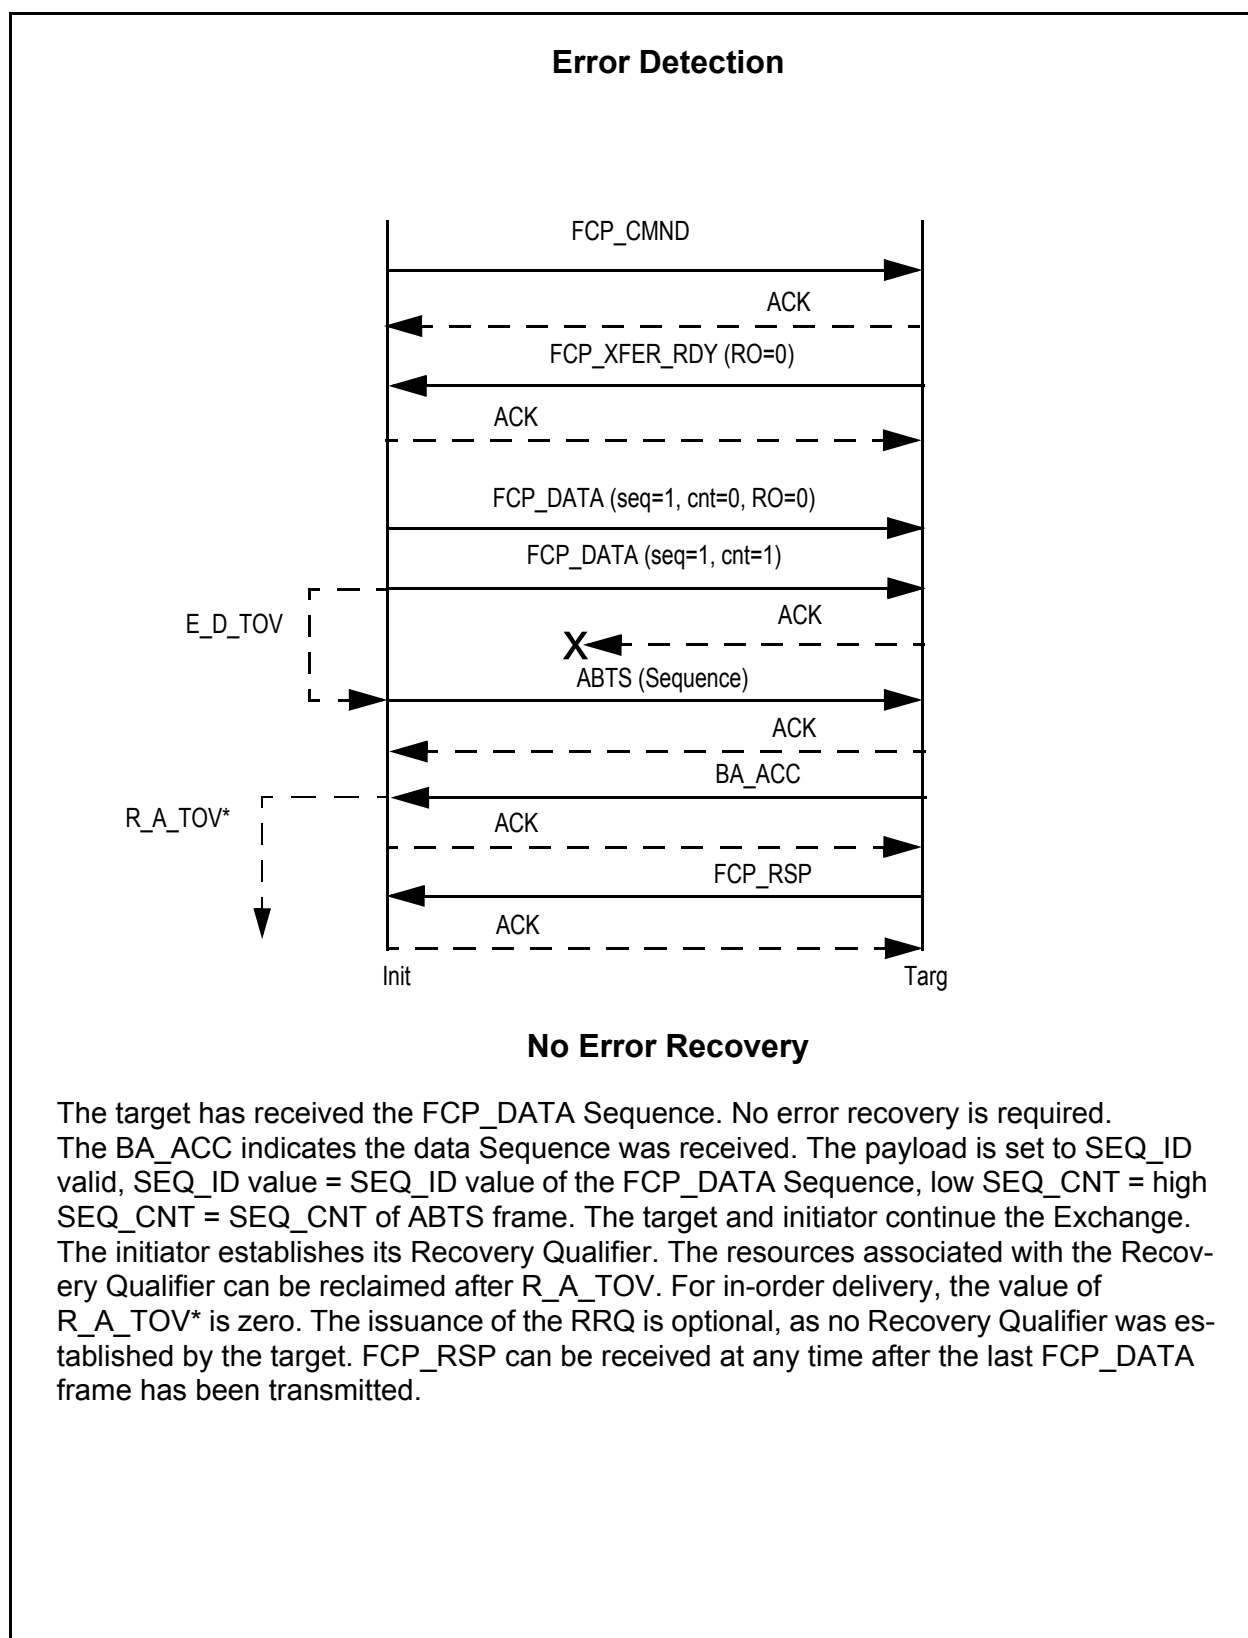 Error Detection
FCP_CMND
ACK
FCP_XFER_RDY (RO=0)
ACK
FCP_DATA (seq=1, cnt=0, RO=0)
FCP_DATA (seq=1, cnt=1)
E_D_TOV
ACK
X
ABTS (Sequence)
ACK
BA_ACC
R_A_TOV*
ACK
FCP_RSP
ACK
Init
Targ
No Error Recovery
The target has received the FCP_DATA Sequence. No error recovery is required.
The BA_ACC indicates the data Sequence was received. The payload is set to SEQ_ID
valid, SEQ_ID value = SEQ_ID value of the FCP_DATA Sequence, low SEQ_CNT = high
SEQ_CNT = SEQ_CNT of ABTS frame. The target and initiator continue the Exchange.
The initiator establishes its Recovery Qualifier. The resources associated with the Recov-
ery Qualifier can be reclaimed after R_A_TOV. For in-order delivery, the value of
R_A_TOV* is zero. The issuance of the RRQ is optional, as no Recovery Qualifier was es-
tablished by the target. FCP_RSP can be received at any time after the last FCP_DATA
frame has been transmitted.